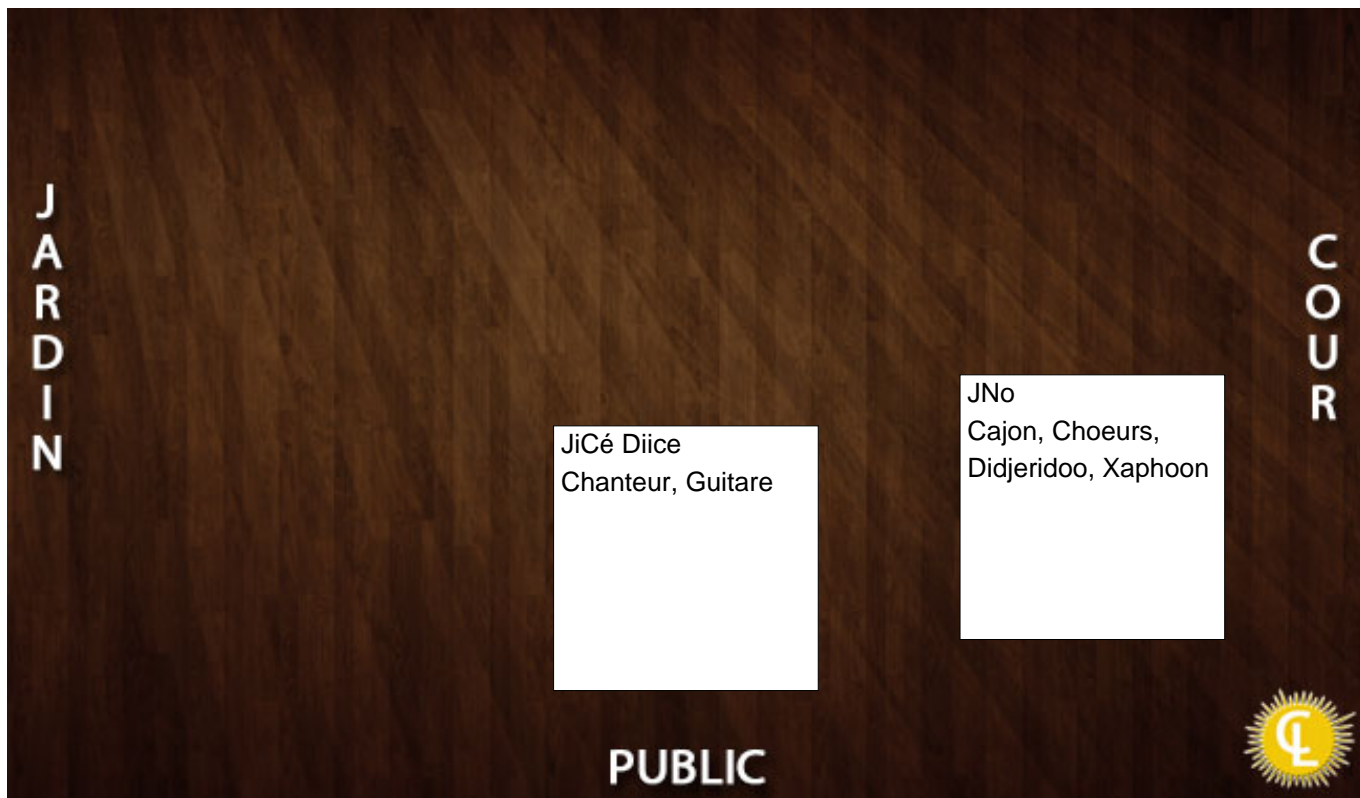 JARDIN
COUR
JiCé Diice
Chanteur, Guitare
JNo
Cajon, Choeurs,
Didjeridoo, Xaphoon
PUBLIC
CL